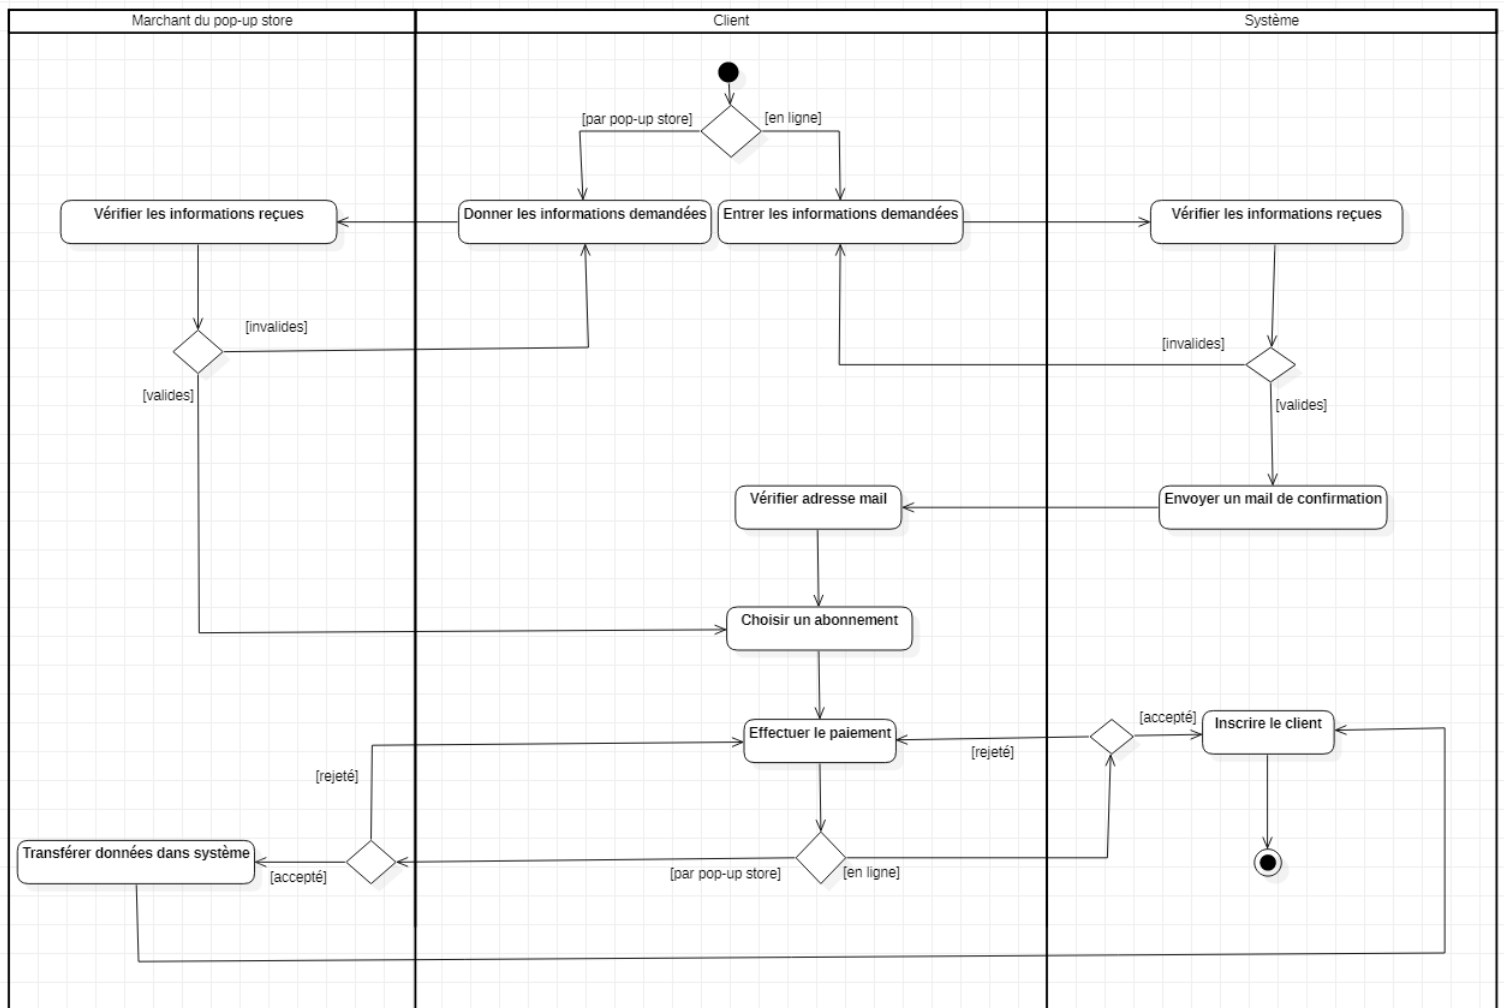 Marchant du pop-up store
Client
Système
[par pop-up store]
[en ligne]
Vérifier les informations reçues
Donner les informations demandées
Entrer les informations demandées
Vérifier les informations reçues
[invalides]
[invalides]
[valides]
[valides]
Vérifier adresse mail
Envoyer un mail de confirmation
Choisir un abonnement
[accepté]
Inscrire le client
Effectuer le paiement
[rejeté]
[rejeté]
Transférer données dans système
[accepté]
[par pop-up store]
[en ligne]